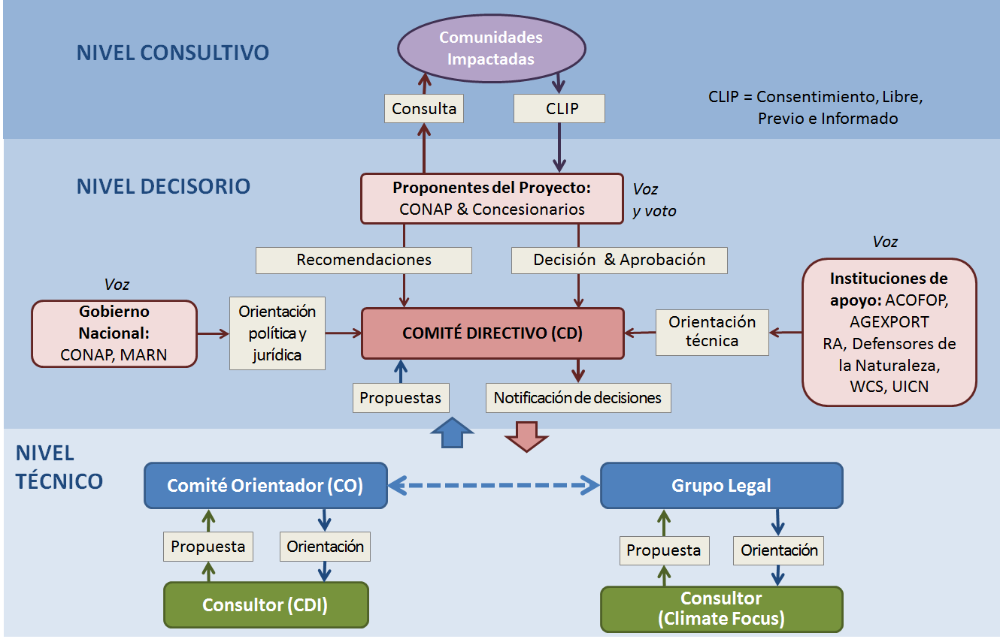 NIVEL CONSULTIVO
Comunidades
Impactadas
Consulta
CLIP
CLIP = Consentimiento, Libre,
Previo e Informado
NIVEL DECISORIO
Proponentes del Proyecto:
CONAP & Concesionarios
Voz
y voto
Recomendaciones
Decisión & Aprobación
Voz
Gobierno
Nacional:
CONAP, MARN
Orientación
política y
jurídica
COMITÉ DIRECTIVO (CD)
Orientación
técnica
Voz
Instituciones de
apoyo: ACOFOP,
AGEXPORT
RA, Defensores de
la Naturaleza,
WCS, UICN
Propuestas
Notificación de decisiones
NIVEL
TÉCNICO
Comité Orientador (CO)
Grupo Legal
Propuesta
Orientación
Propuesta
Orientación
Consultor (CDI)
Consultor
(Climate Focus)